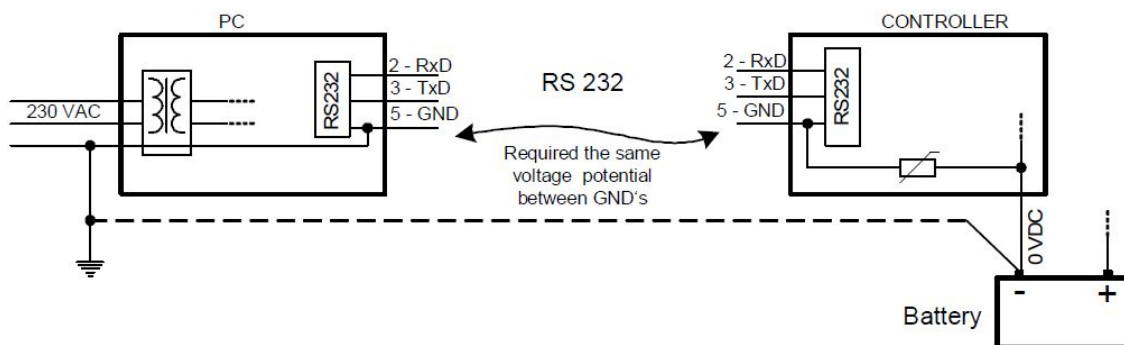 PC
230 VAC
RS232
2 - RxD
3 - TxD
5 - GND
RS 232
Required the same
voltage potential
between GND's
CONTROLLER
2 - RxD
3 - TxD
5 - GND
RS232
0 VDC
- +
Battery